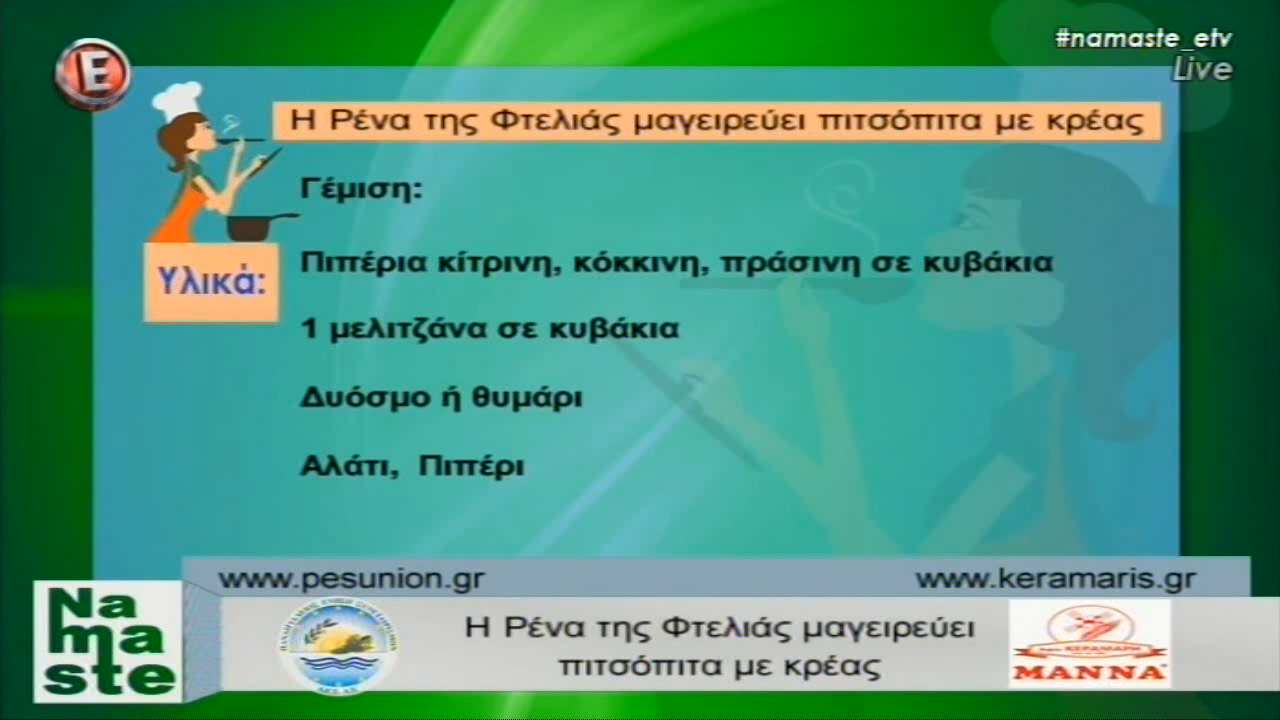 E
#namaste_etv
Live
Η Ρένα της Φτελιάς μαγειρεύει πιτσόπιτα με κρέας
Γέμιση:
Υλικά:
Πιπέρια κίτρινη, κόκκινη, πράσινη σε κυβάκια
1 μελιτζάνα σε κυβάκια
Δυόσμο ή θυμάρι
Αλάτι, Πιπέρι
www.pesunion.gr
www.keramaris.gr
Na
ma
ste
Η Ρένα της Φτελιάς μαγειρεύει
πιτσόπιτα με κρέας
ΚΕΡΑΜΑΡΗ
MANNA